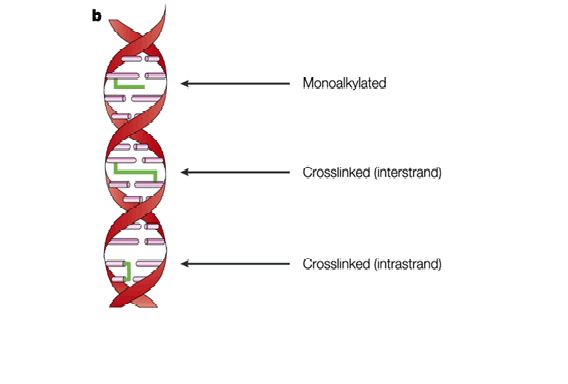 b
Monoalkylated
Crosslinked (interstrand)
Crosslinked (intrastrand)